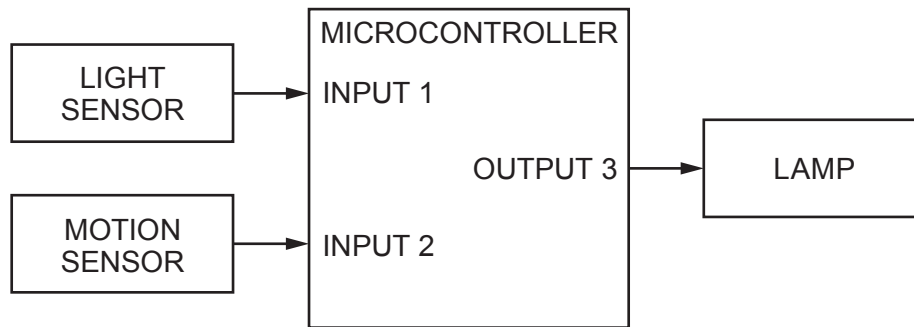 MICROCONTROLLER
LIGHT
SENSOR
INPUT 1
OUTPUT 3
LAMP
MOTION
SENSOR
INPUT 2